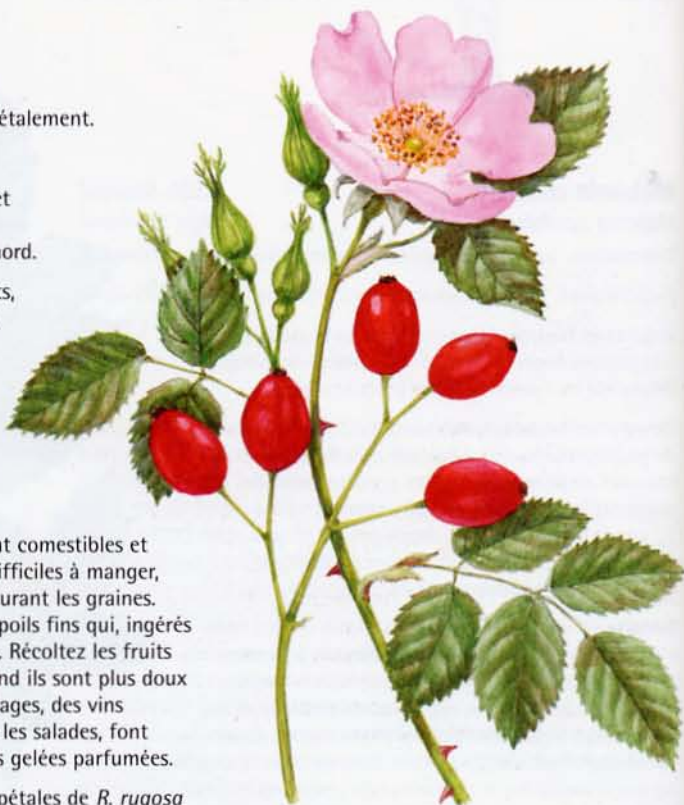 étalement.
et
nord.
ts,
nt comestibles et
ifficiles à manger,
urant les graines.
poils fins qui, ingérés
. Récoltez les fruits
nd ils sont plus doux
ages, des vins
les salades, font
s gelées parfumées.
pétales de R. rugosa